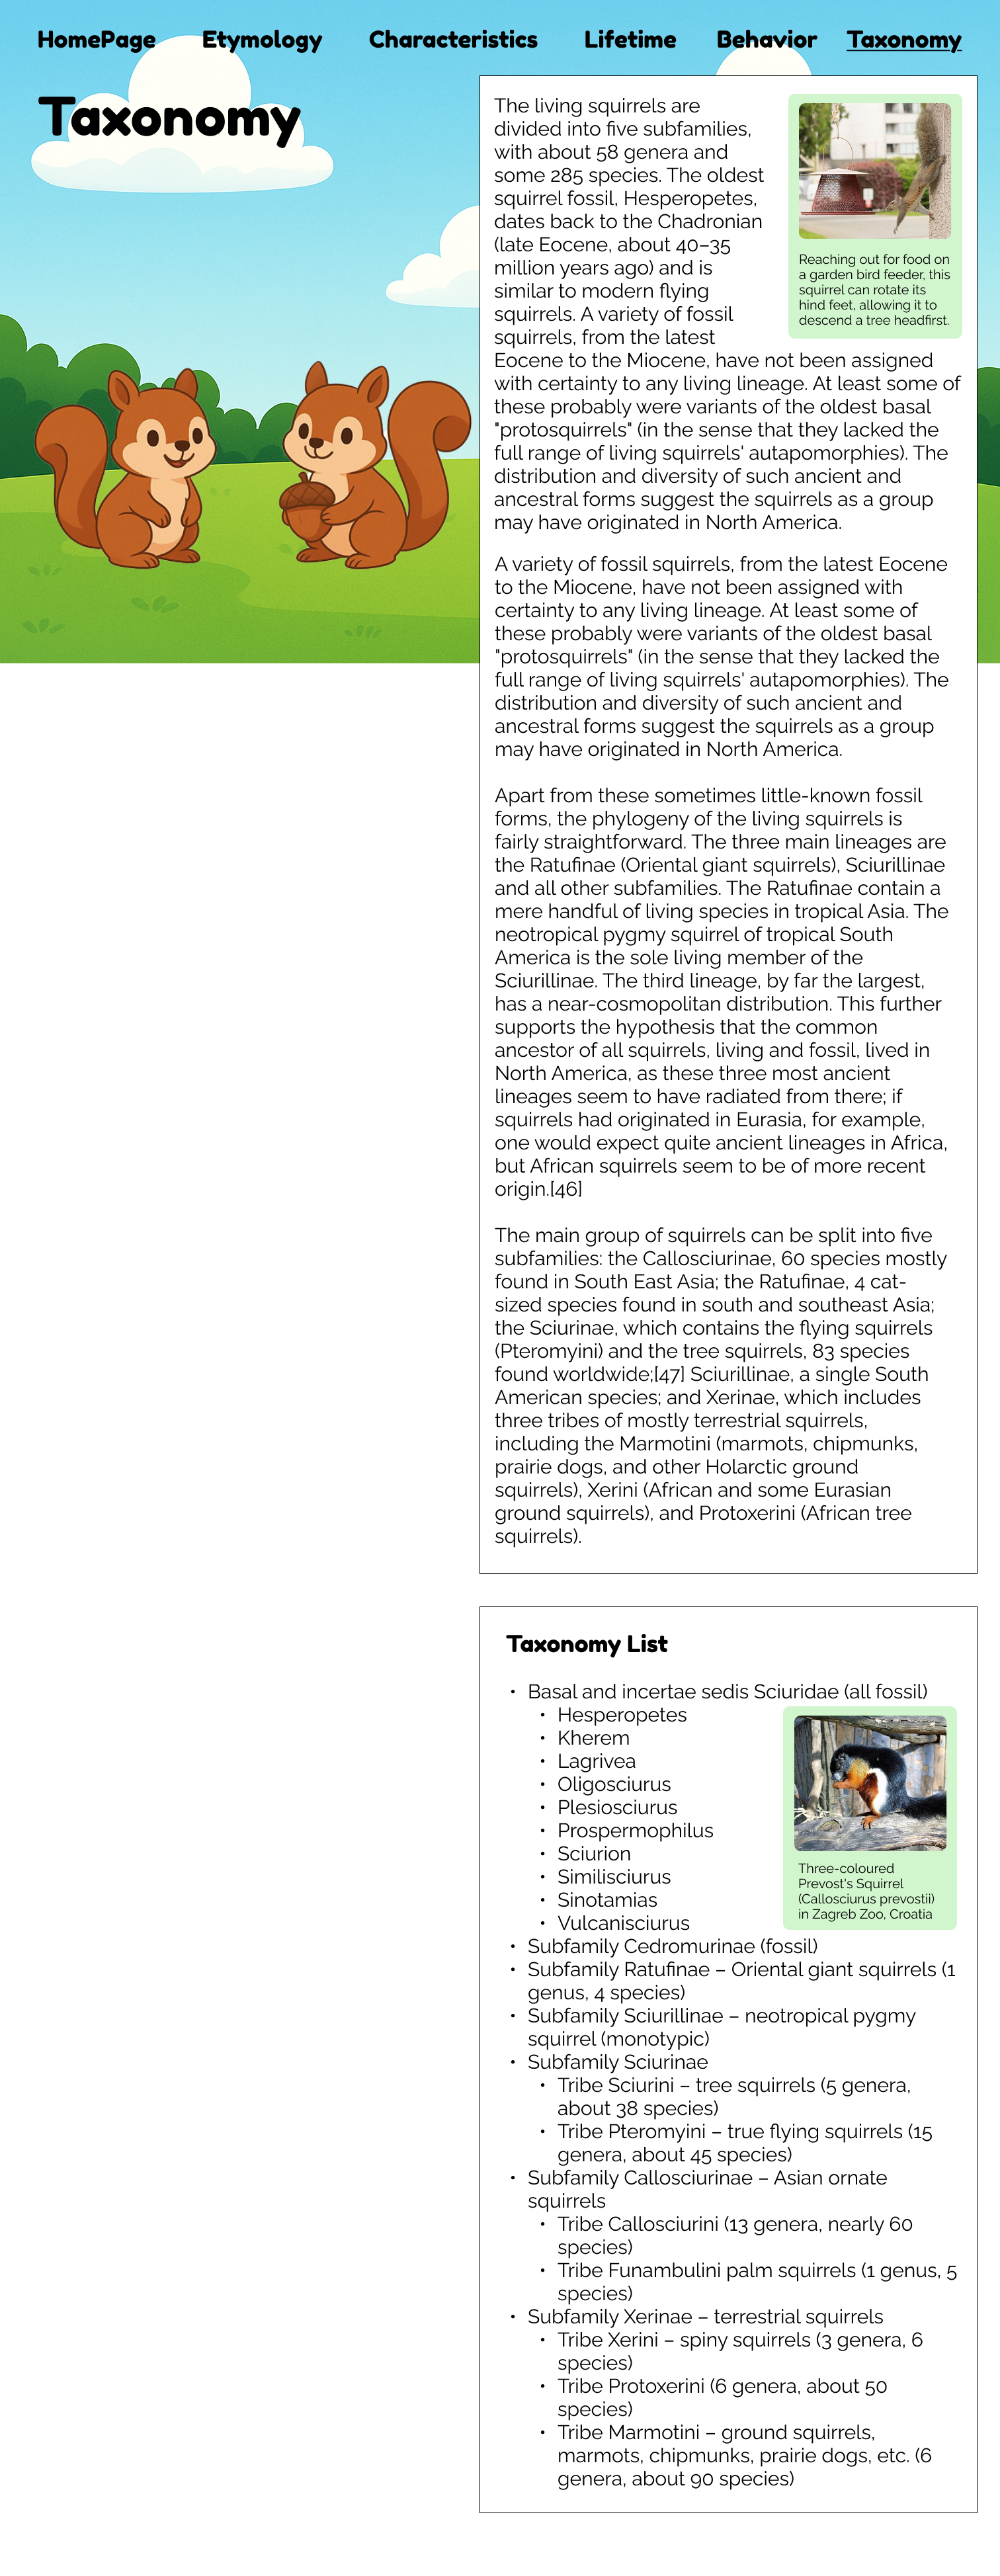 HomePage Etymology Characteristics Lifetime Behavior Taxonomy
Taxonomy
The living squirrels are
divided into five subfamilies,
with about 58 genera and
some 285 species. The oldest
squirrel fossil, Hesperopetes,
dates back to the Chadronian
(late Eocene, about 40–35
million years ago) and is
similar to modern flying
squirrels. A variety of fossil
squirrels, from the latest
Eocene to the Miocene, have not been assigned
with certainty to any living lineage. At least some of
these probably were variants of the oldest basal
"protosquirrels" (in the sense that they lacked the
full range of living squirrels' autapomorphies). The
distribution and diversity of such ancient and
ancestral forms suggest the squirrels as a group
may have originated in North America.
Reaching out for food on
a garden bird feeder, this
squirrel can rotate its
hind feet, allowing it to
descend a tree headfirst.
A variety of fossil squirrels, from the latest Eocene
to the Miocene, have not been assigned with
certainty to any living lineage. At least some of
these probably were variants of the oldest basal
"protosquirrels" (in the sense that they lacked the
full range of living squirrels' autapomorphies). The
distribution and diversity of such ancient and
ancestral forms suggest the squirrels as a group
may have originated in North America.
Apart from these sometimes little-known fossil
forms, the phylogeny of the living squirrels is
fairly straightforward. The three main lineages are
the Ratufinae (Oriental giant squirrels), Sciurillinae
and all other subfamilies. The Ratufinae contain a
mere handful of living species in tropical Asia. The
neotropical pygmy squirrel of tropical South
America is the sole living member of the
Sciurillinae. The third lineage, by far the largest,
has a near-cosmopolitan distribution. This further
supports the hypothesis that the common
ancestor of all squirrels, living and fossil, lived in
North America, as these three most ancient
lineages seem to have radiated from there; if
squirrels had originated in Eurasia, for example,
one would expect quite ancient lineages in Africa,
but African squirrels seem to be of more recent
origin.[46]
The main group of squirrels can be split into five
subfamilies: the Callosciurinae, 60 species mostly
found in South East Asia; the Ratufinae, 4 cat-
sized species found in south and southeast Asia;
the Sciurinae, which contains the flying squirrels
(Pteromyini) and the tree squirrels, 83 species
found worldwide;[47] Sciurillinae, a single South
American species; and Xerinae, which includes
three tribes of mostly terrestrial squirrels,
including the Marmotini (marmots, chipmunks,
prairie dogs, and other Holarctic ground
squirrels), Xerini (African and some Eurasian
ground squirrels), and Protoxerini (African tree
squirrels).
Taxonomy List
• Basal and incertae sedis Sciuridae (all fossil)
• Hesperopetes
• Kherem
• Lagrivea
• Oligosciurus
• Plesiosciurus
• Prospermophilus
• Sciurion
• Similisciurus
• Sinotamias
• Vulcanisciurus
Three-coloured
Prevost's Squirrel
(Callosciurus prevostii)
in Zagreb Zoo, Croatia
• Subfamily Cedromurinae (fossil)
• Subfamily Ratufinae – Oriental giant squirrels (1
genus, 4 species)
• Subfamily Sciurillinae – neotropical pygmy
squirrel (monotypic)
• Subfamily Sciurinae
• Tribe Sciurini – tree squirrels (5 genera,
about 38 species)
• Tribe Pteromyini – true flying squirrels (15
genera, about 45 species)
• Subfamily Callosciurinae – Asian ornate
squirrels
• Tribe Callosciurini (13 genera, nearly 60
species)
• Tribe Funambulini palm squirrels (1 genus, 5
species)
• Subfamily Xerinae – terrestrial squirrels
• Tribe Xerini – spiny squirrels (3 genera, 6
species)
• Tribe Protoxerini (6 genera, about 50
species)
• Tribe Marmotini – ground squirrels,
marmots, chipmunks, prairie dogs, etc. (6
genera, about 90 species)